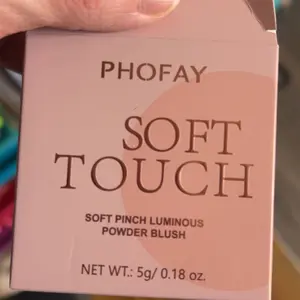 PHOFAY
SOFT
TOUCH
SOFT PINCH LUMINOUS
POWDER BLUSH
NET WT.: 5g/ 0.18 oz.